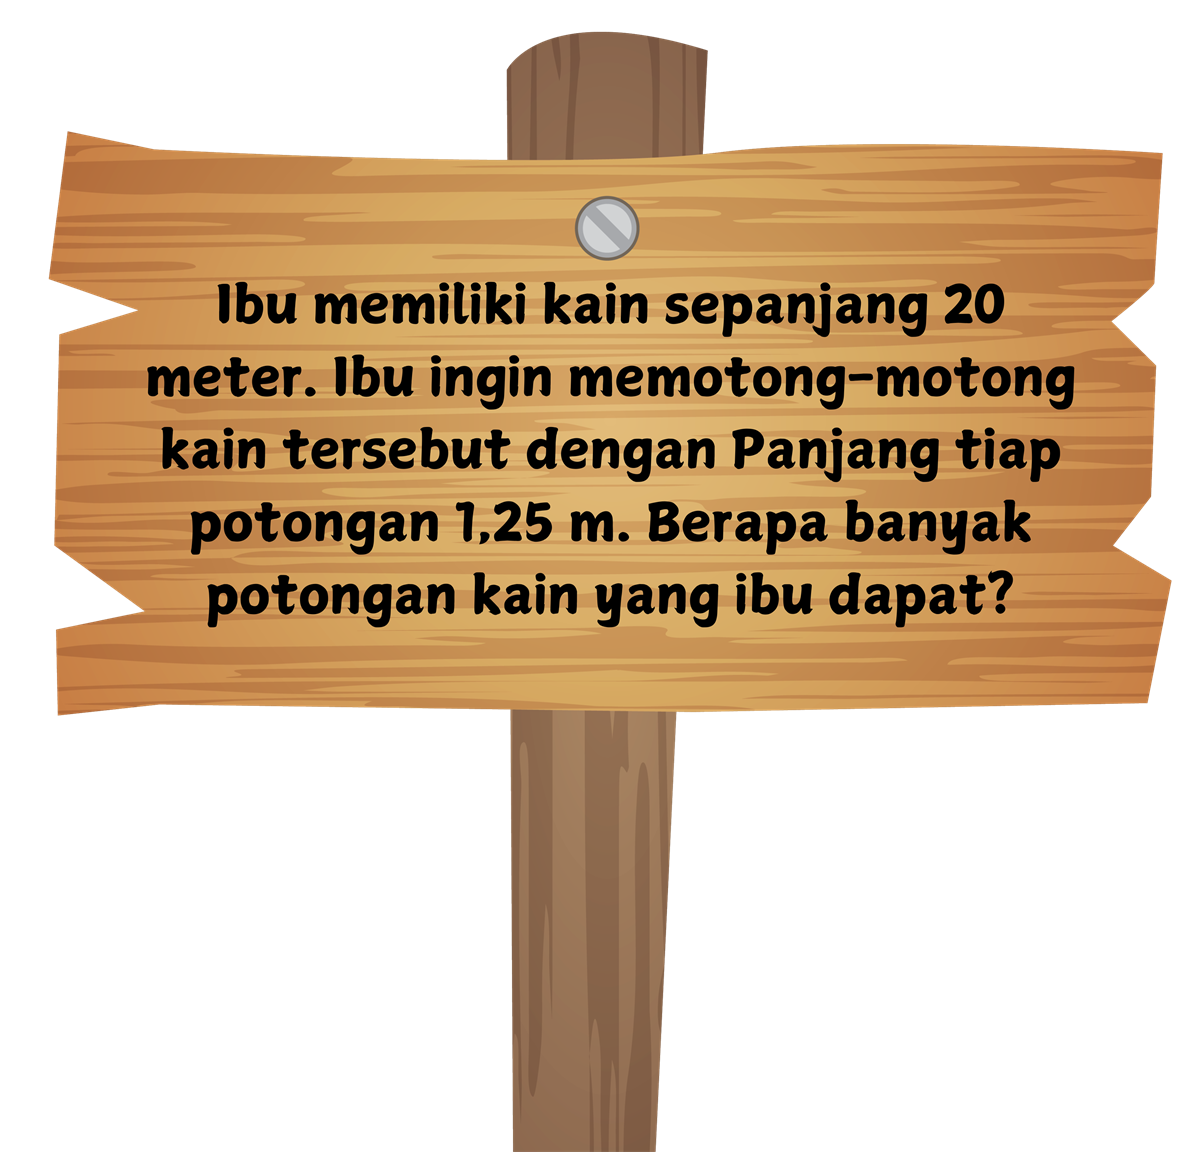 Ibu memiliki kain sepanjang 20
meter. Ibu ingin memotong-motong
kain tersebut dengan Panjang tiap
potongan 1,25 m. Berapa banyak
potongan kain yang ibu dapat?